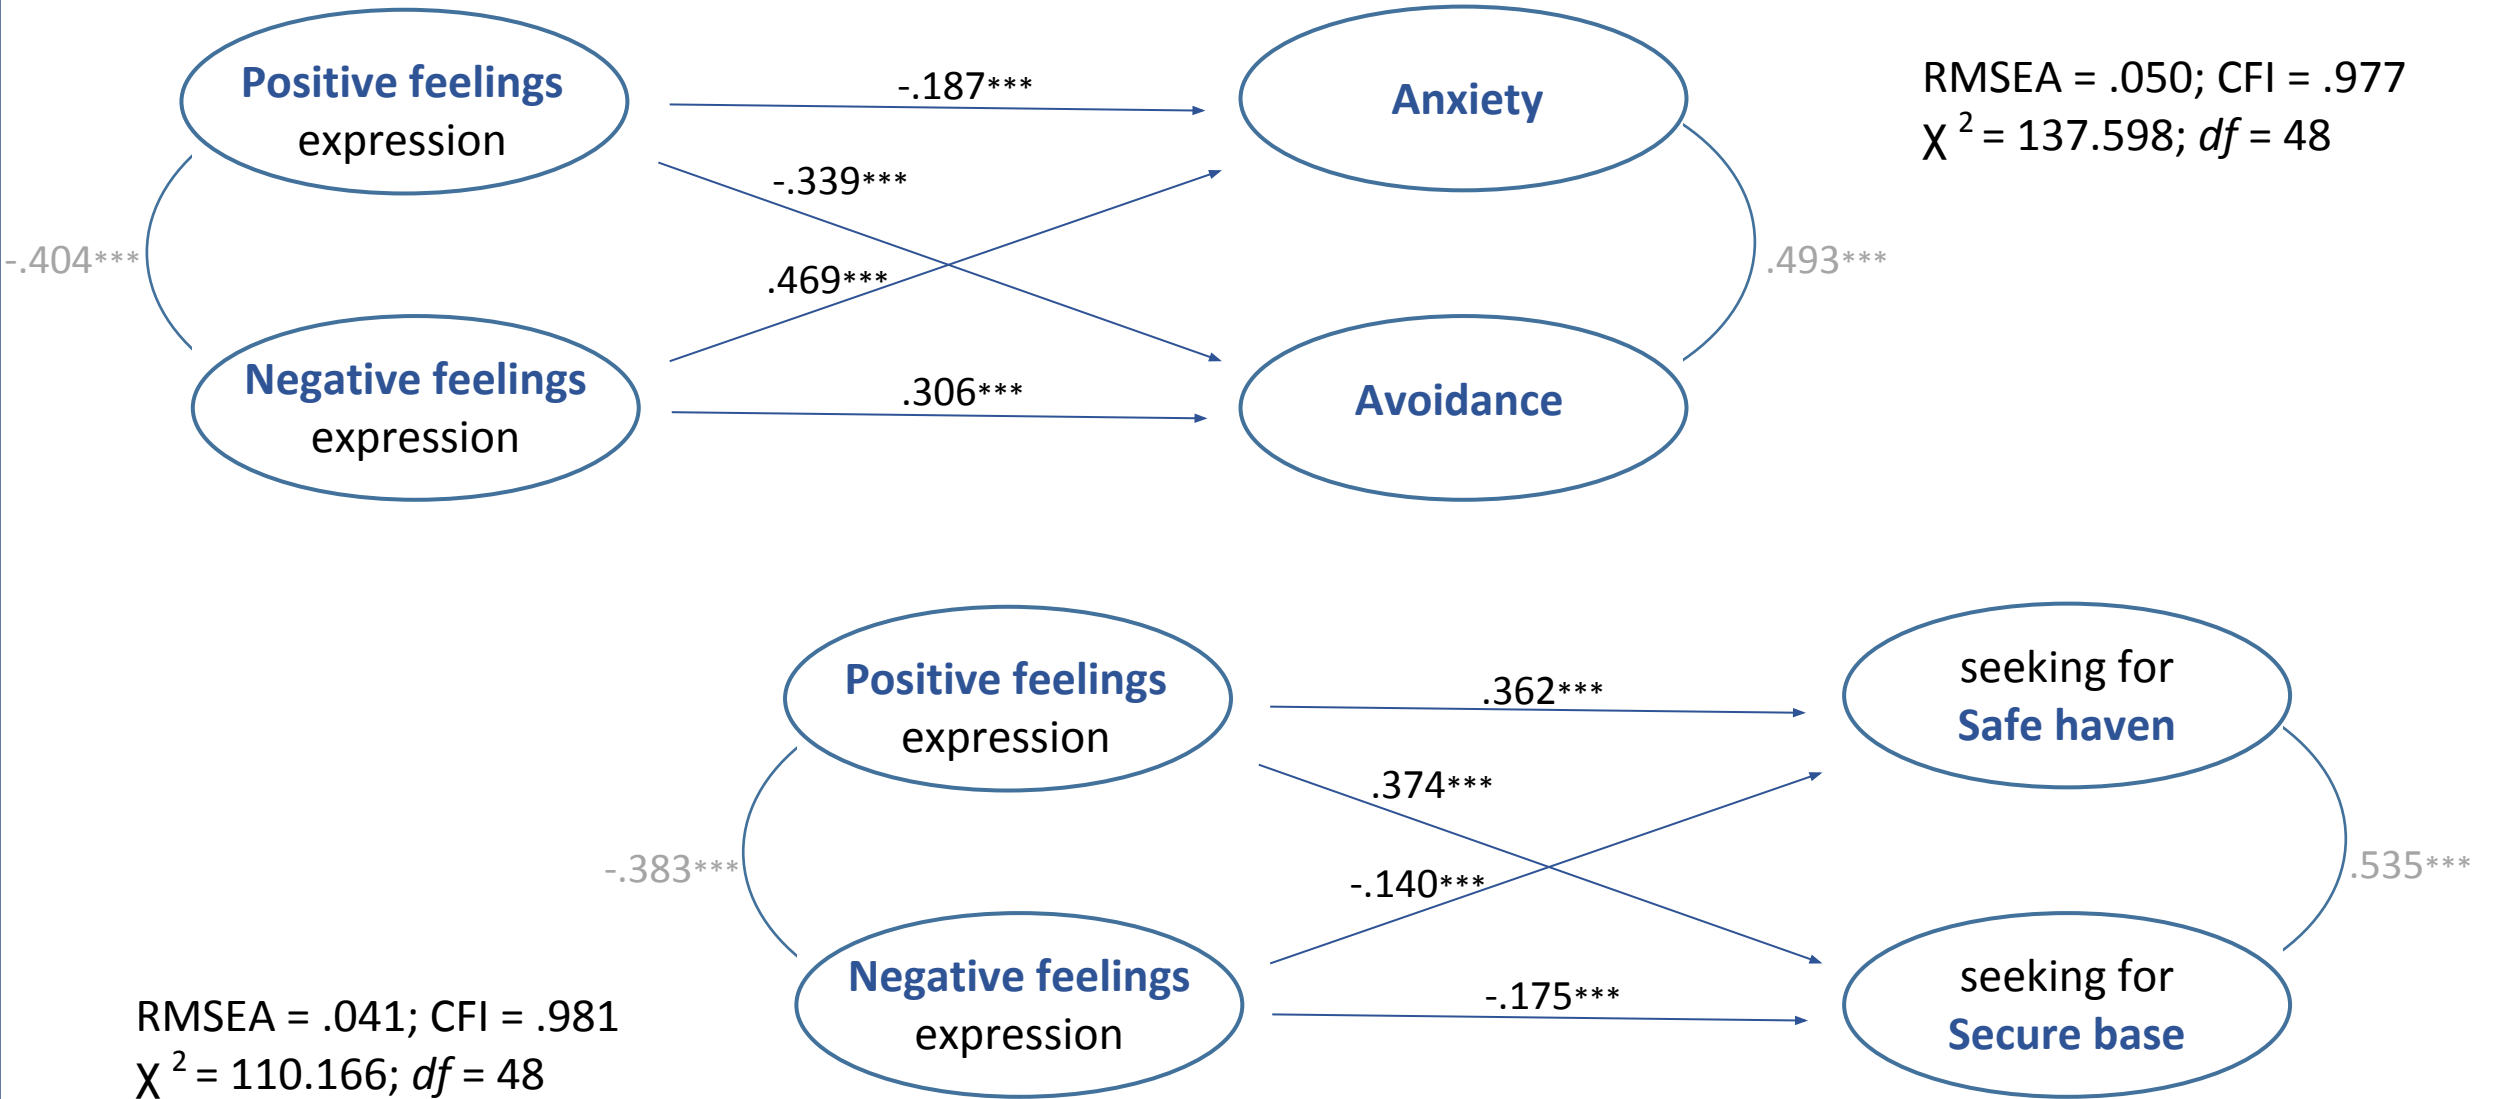 Positive feelings
expression
-.187***
Anxiety
RMSEA = .050; CFI = .977
χ 2 = 137.598; df = 48
-.339***
-.404***
.493***
.469***
Negative feelings
expression
.306***
Avoidance
Positive feelings
expression
.362***
seeking for
Safe haven
.374***
-.383***
.535***
-.140***
Negative feelings
expression
-.175***
seeking for
Secure base
RMSEA = .041; CFI = .981
χ 2 = 110.166; df = 48